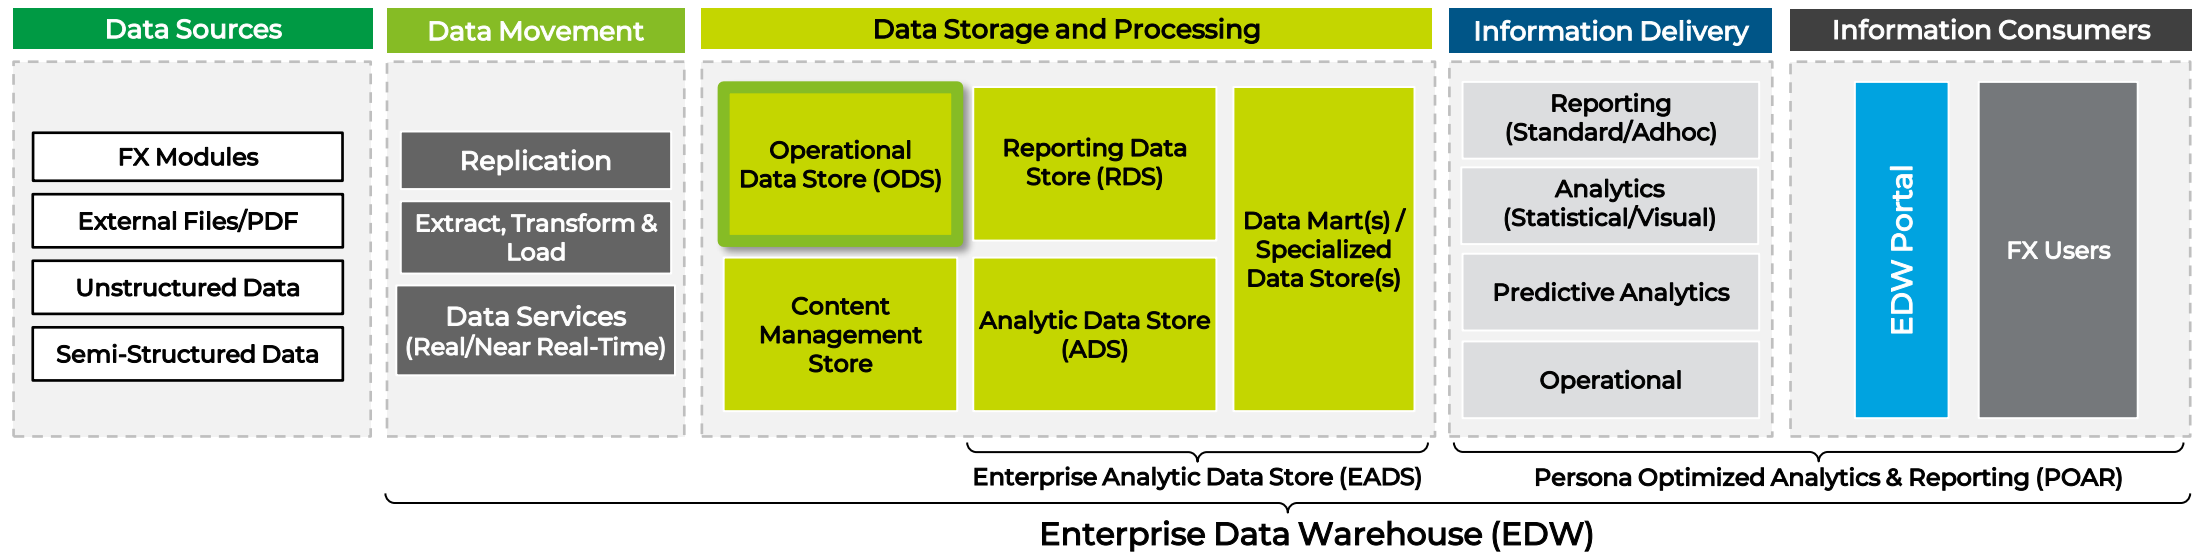 Data Sources
FX Modules
External Files/PDF
Unstructured Data
Semi-Structured Data
Data Movement
Replication
Extract, Transform &
Load
Data Services
(Real/Near Real-Time)
Data Storage and Processing
Operational
Data Store (ODS)
Content
Management
Store
Reporting Data
Store (RDS)
Analytic Data Store
(ADS)
Data Mart(s) /
Specialized
Data Store(s)
Information Delivery
Reporting
(Standard/Adhoc)
Analytics
(Statistical/Visual)
Predictive Analytics
Operational
Information Consumers
EDW Portal
FX Users
Enterprise Analytic Data Store (EADS)
Persona Optimized Analytics & Reporting (POAR)
Enterprise Data Warehouse (EDW)